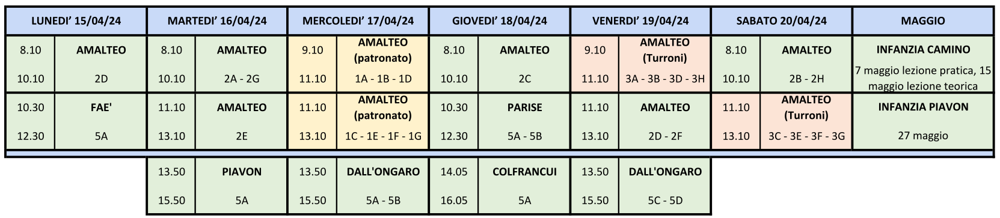 LUNEDI’ 15/04/24 MARTEDI’ 16/04/24 MERCOLEDI’ 17/04/24 GIOVEDI’ 18/04/24 VENERDI’ 19/04/24 SABATO 20/04/24 MAGGIO
8.10 AMALTEO 8.10 AMALTEO 9.10 AMALTEO (patronato) 8.10 AMALTEO 9.10 AMALTEO (Turroni) 8.10 AMALTEO INFANZIA CAMINO
10.10 2D 10.10 2A - 2G 11.10 1A - 1B - 1D 10.10 2C 11.10 3A - 3B - 3D - 3H 10.10 2B - 2H 7 maggio lezione pratica, 15 maggio lezione teorica
10.30 FAE' 11.10 AMALTEO 11.10 AMALTEO (patronato) 10.30 PARISE 11.10 AMALTEO 11.10 AMALTEO (Turroni) INFANZIA PIAVON
12.30 5A 13.10 2E 13.10 1C - 1E - 1F - 1G 12.30 5A - 5B 13.10 2D - 2F 13.10 3C - 3E - 3F - 3G 27 maggio
13.50 PIAVON 13.50 DALL'ONGARO 14.05 COLFRANCUI 13.50 DALL'ONGARO
15.50 5A 15.50 5A - 5B 16.05 5A 15.50 5C - 5D